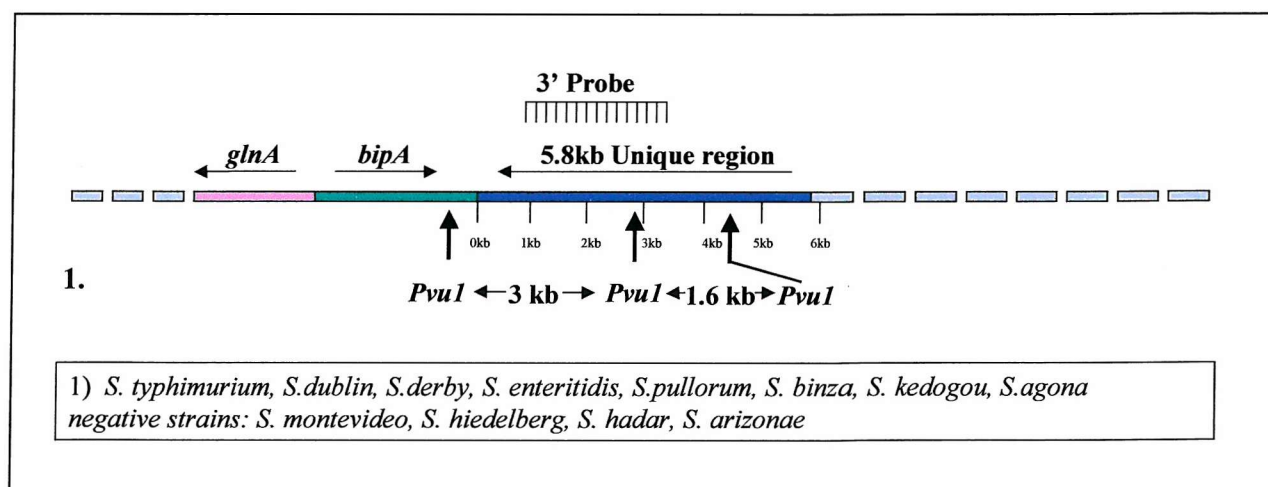 3’ Probe
glnA bipA 5.8kb Unique region
0kb 1kb 2kb 3kb 4kb 5kb 6kb
1.
Pvu1 3 kb Pvu1 1.6 kb Pvu1
1) S. typhimurium, S.dublin, S.derby, S. enteritidis, S.pullorum, S. binza, S. kedogou, S.agona
negative strains: S. montevideo, S. hiedelberg, S. hadar, S. arizonae